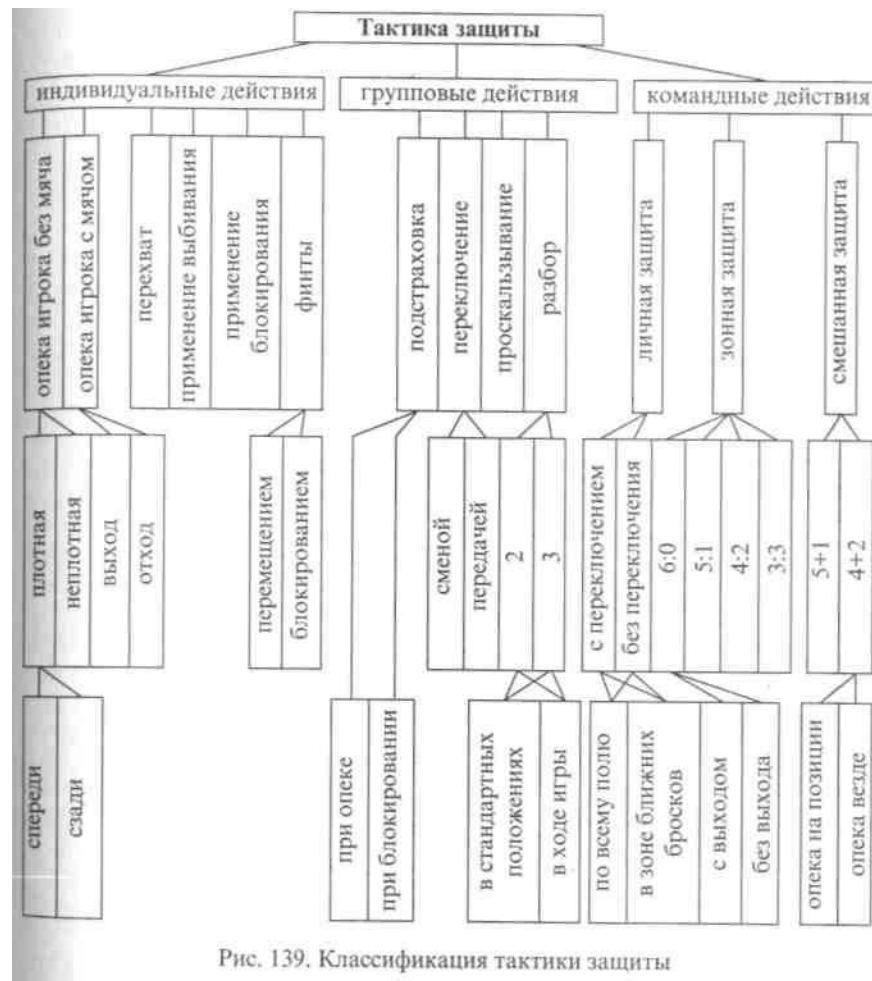 Тактика защиты
индивидуальные действия
групповые действия
командные действия
опека игрока без мяча
опека игрока с мячом
перехват
применение выбивания
применение
блокирования
финты
подстраховка
переключение
проскальзывание
разбор
личная защита
зонная защита
смешанная защита
плотная
неплотная
выход
отход
перемещением
блокированием
сменой
передачей
2
3
с переключением
без переключения
6:0
5:1
4:2
3:3
5+1
4+2
спереди
сзади
при опеке
при блокировании
в стандартных
положениях
в ходе игры
по всему полю
в зоне ближних
бросков
с выходом
без выхода
опека на позиции
опека везде
Рис. 139. Классификация тактики защиты